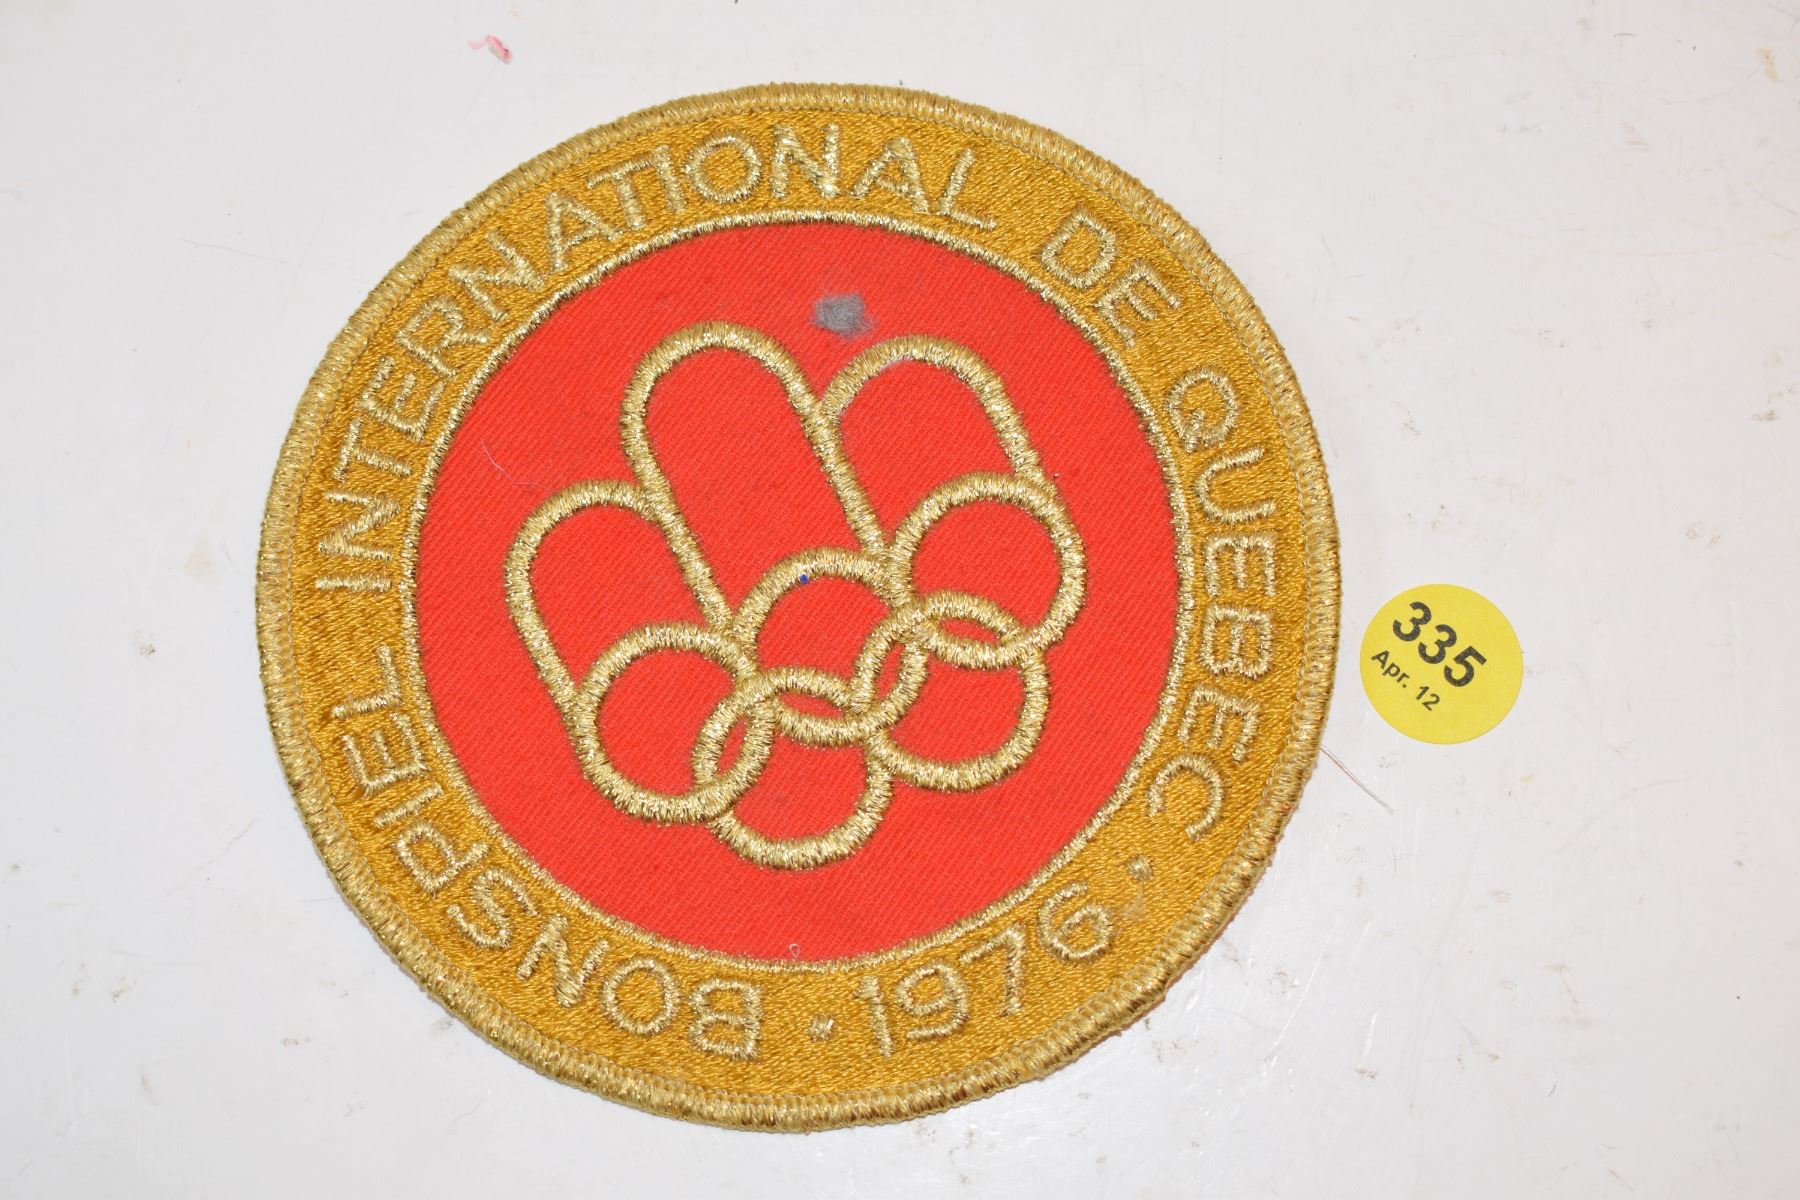 BONSPIEL INTERNATIONAL DE QUEBEC · 1976 ·
335
Apr. 12